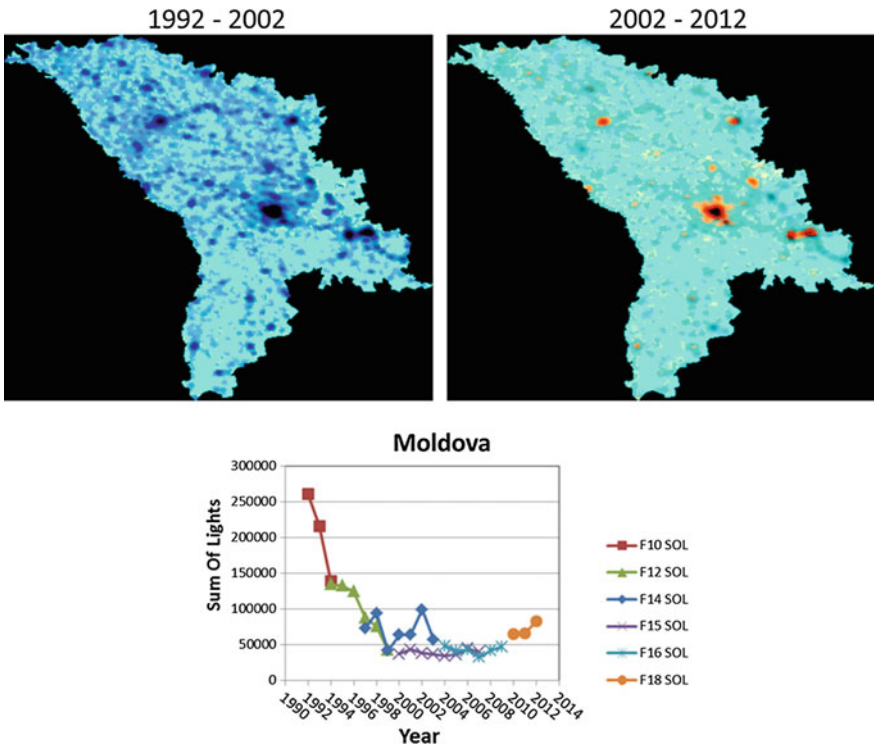 1992 - 2002
2002 - 2012
Moldova
300000
250000
200000
150000
100000
50000
0
Sum Of Lights
1990
1992
1994
1996
1998
2000
2002
2004
2006
2008
2010
2012
2014
Year
F10 SOL
F12 SOL
F14 SOL
F15 SOL
F16 SOL
F18 SOL